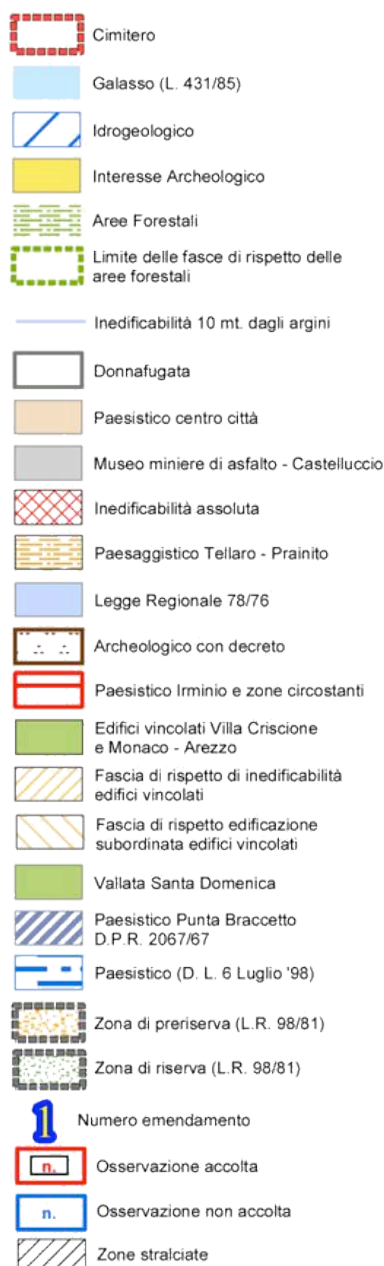 Cimitero
Galasso (L. 431/85)
Idrogeologico
Interesse Archeologico
Aree Forestali
Limite delle fasce di rispetto delle
aree forestali
Inedificabilità 10 mt. dagli argini
Donnafugata
Paesistico centro città
Museo miniere di asfalto - Castelluccio
Inedificabilità assoluta
Paesaggistico Tellaro - Prainito
Legge Regionale 78/76
Archeologico con decreto
Paesistico Irminio e zone circostanti
Edifici vincolati Villa Criscione
e Monaco - Arezzo
Fascia di rispetto di inedificabilità
edifici vincolati
Fascia di rispetto edificazione
subordinata edifici vincolati
Vallata Santa Domenica
Paesistico Punta Braccetto
D.P.R. 2067/67
Paesistico (D. L. 6 Luglio '98)
Zona di preriserva (L.R. 98/81)
Zona di riserva (L.R. 98/81)
1 Numero emendamento
n. Osservazione accolta
n. Osservazione non accolta
Zone stralciate